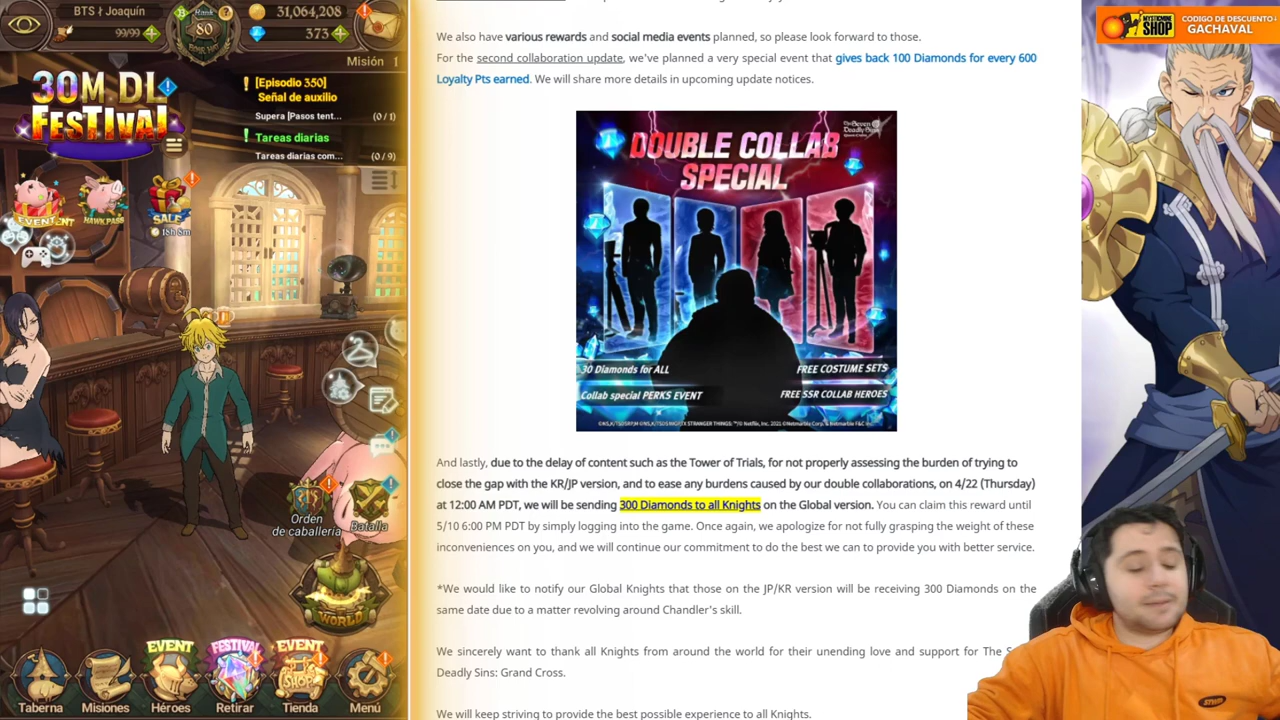 BTS ł Joaquín
99/99
Rank
80
31,064,208
373
Misión 1
30M DL
FESTIVAL
[Episodio 350]
Señal de auxilio
Supera [Pasos tent... (0 / 1)
Tareas diarias
Tareas diarias com... (0 / 9)
EVENT
HAWK PASS
SALE
18h 8m
Orden
de caballería
Batalla
WORLD
EVENT
FESTIVAL
EVENT
SHOP
Taberna
Misiones
Héroes
Retirar
Tienda
Menú
We also have various rewards and social media events planned, so please look forward to those.
For the second collaboration update, we've planned a very special event that gives back 100 Diamonds for every 600
Loyalty Pts earned. We will share more details in upcoming update notices.
The Seven
Deadly Sins
DOUBLE COLLAB
SPECIAL
30 Diamonds for ALL
FREE COSTUME SETS
Collab special PERKS EVENT
FREE SSR COLLAB HEROES
And lastly, due to the delay of content such as the Tower of Trials, for not properly assessing the burden of trying to
close the gap with the KR/JP version, and to ease any burdens caused by our double collaborations, on 4/22 (Thursday)
at 12:00 AM PDT, we will be sending 300 Diamonds to all Knights on the Global version. You can claim this reward until
5/10 6:00 PM PDT by simply logging into the game. Once again, we apologize for not fully grasping the weight of these
inconveniences on you, and we will continue our commitment to do the best we can to provide you with better service.
*We would like to notify our Global Knights that those on the JP/KR version will be receiving 300 Diamonds on the
same date due to a matter revolving around Chandler's skill.
We sincerely want to thank all Knights from around the world for their unending love and support for The S
Deadly Sins: Grand Cross.
We will keep striving to provide the best possible experience to all Knights.
MYSTICISME
SHOP
CODIGO DE DESCUENTO
GACHAVAL